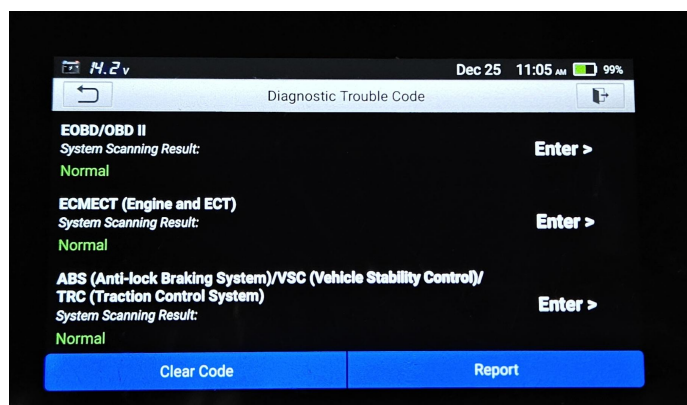 14.2 v Dec 25 11:05 AM 99%
Diagnostic Trouble Code
EOBD/OBD II
System Scanning Result:
Enter >
Normal
ECMECT (Engine and ECT)
System Scanning Result:
Enter >
Normal
ABS (Anti-lock Braking System)/VSC (Vehicle Stability Control)/
TRC (Traction Control System)
Enter >
System Scanning Result:
Normal
Clear Code Report